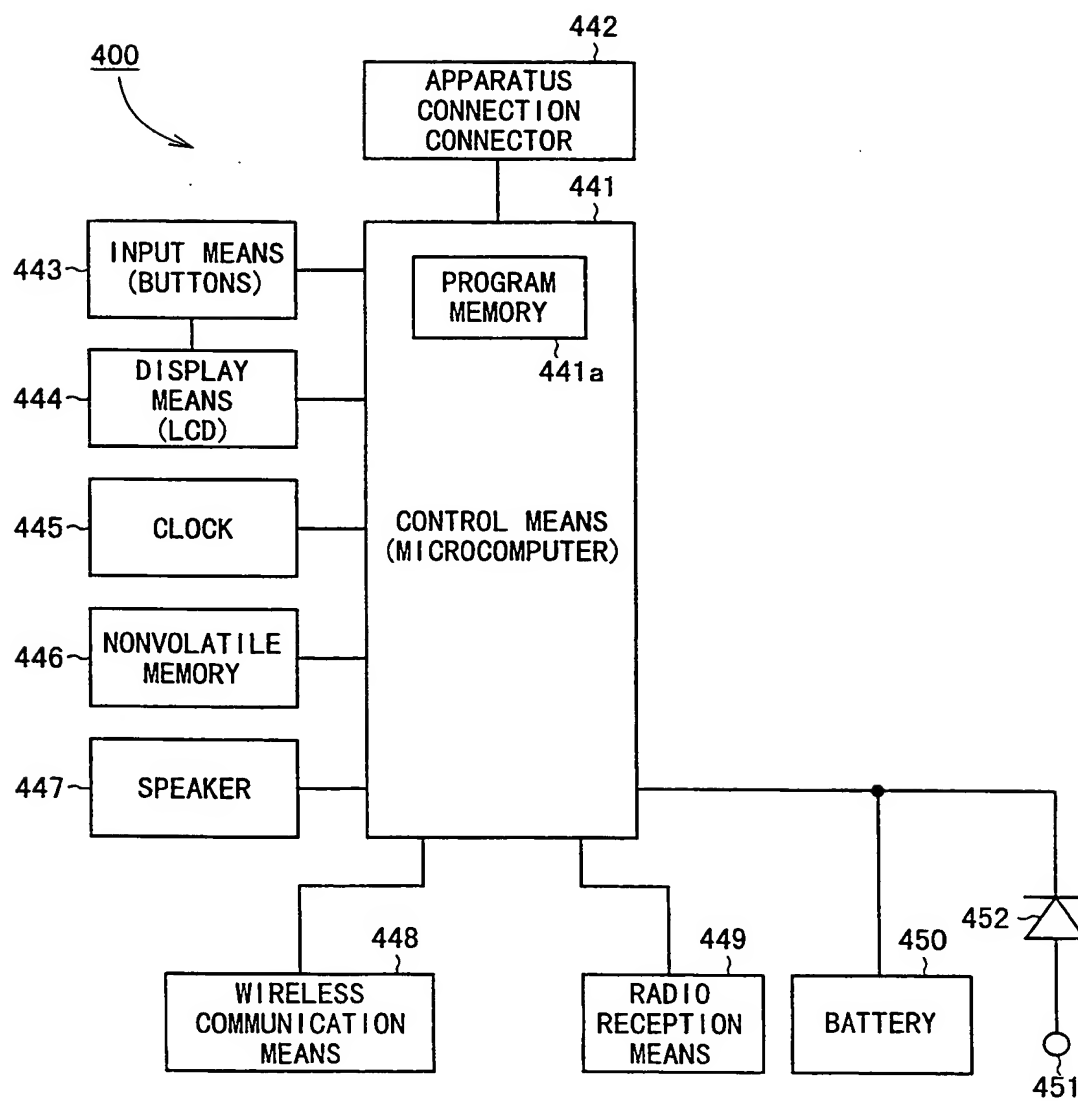 400
442
APPARATUS
CONNECTION
CONNECTOR
441
443
INPUT MEANS
(BUTTONS)
PROGRAM
MEMORY
441a
444
DISPLAY
MEANS
(LCD)
445
CLOCK
CONTROL MEANS
(MICROCOMPUTER)
446
NONVOLATILE
MEMORY
447
SPEAKER
448
WIRELESS
COMMUNICATION
MEANS
449
RADIO
RECEPTION
MEANS
450
BATTERY
452
451